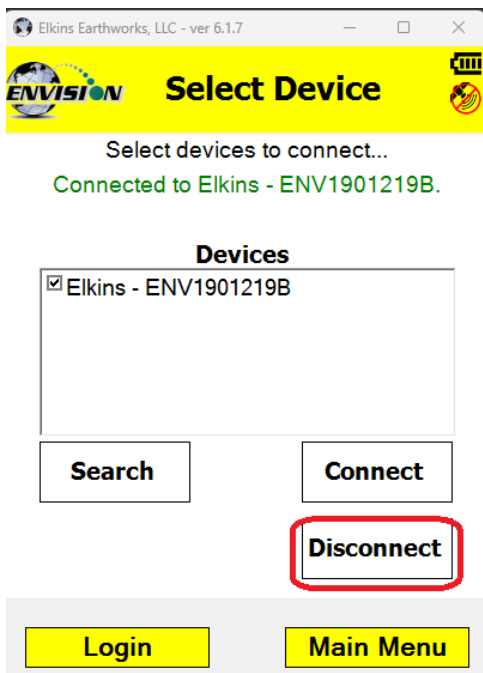 Elkins Earthworks, LLC - ver 6.1.7
ENVISION
Select Device
Select devices to connect...
Connected to Elkins - ENV1901219B.
Devices
Elkins - ENV1901219B
Search
Connect
Disconnect
Login
Main Menu